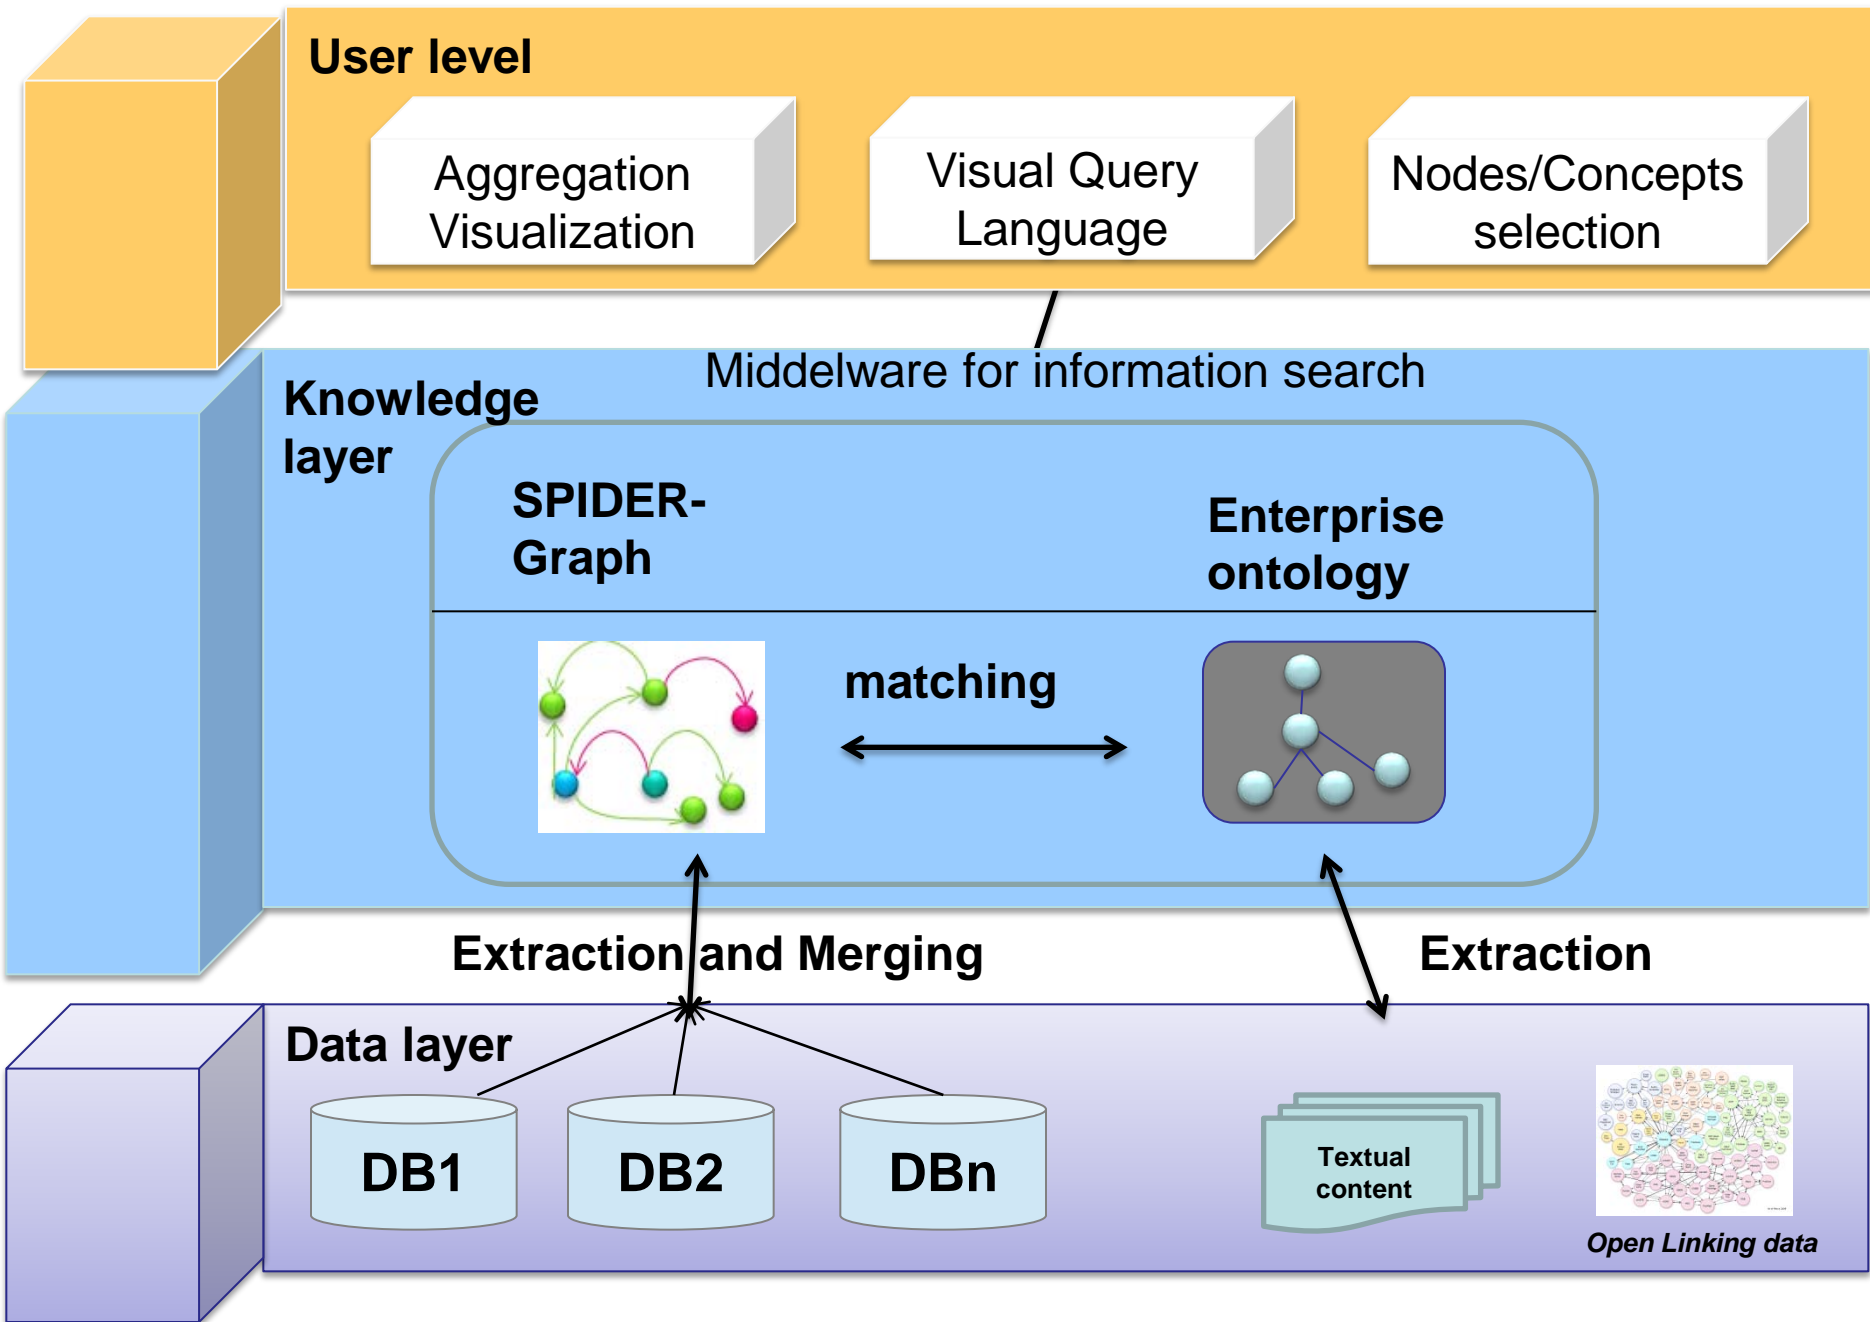 User level
Aggregation
Visualization
Visual Query
Language
Nodes/Concepts
selection
Middelware for information search
Knowledge
layer
SPIDER-
Graph
Enterprise
ontology
matching
Extraction and Merging
Extraction
Data layer
DB1
DB2
DBn
Textual
content
Open Linking data